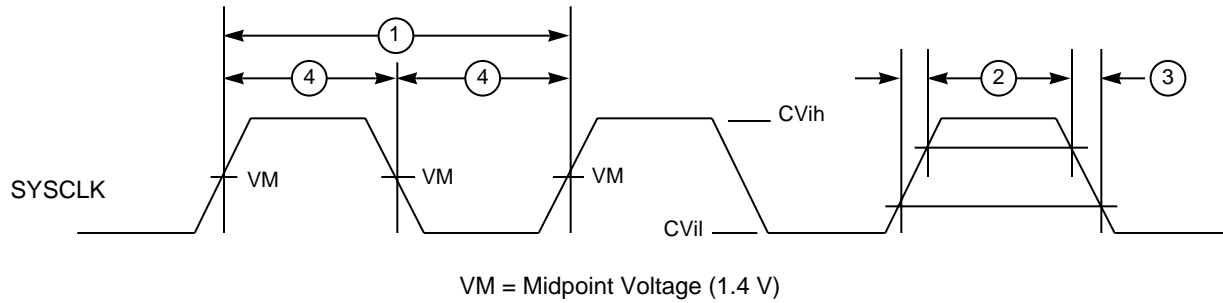 1
4
4
2
3
CVih
VM
VM
VM
SYSCLK
CVil
VM = Midpoint Voltage (1.4 V)